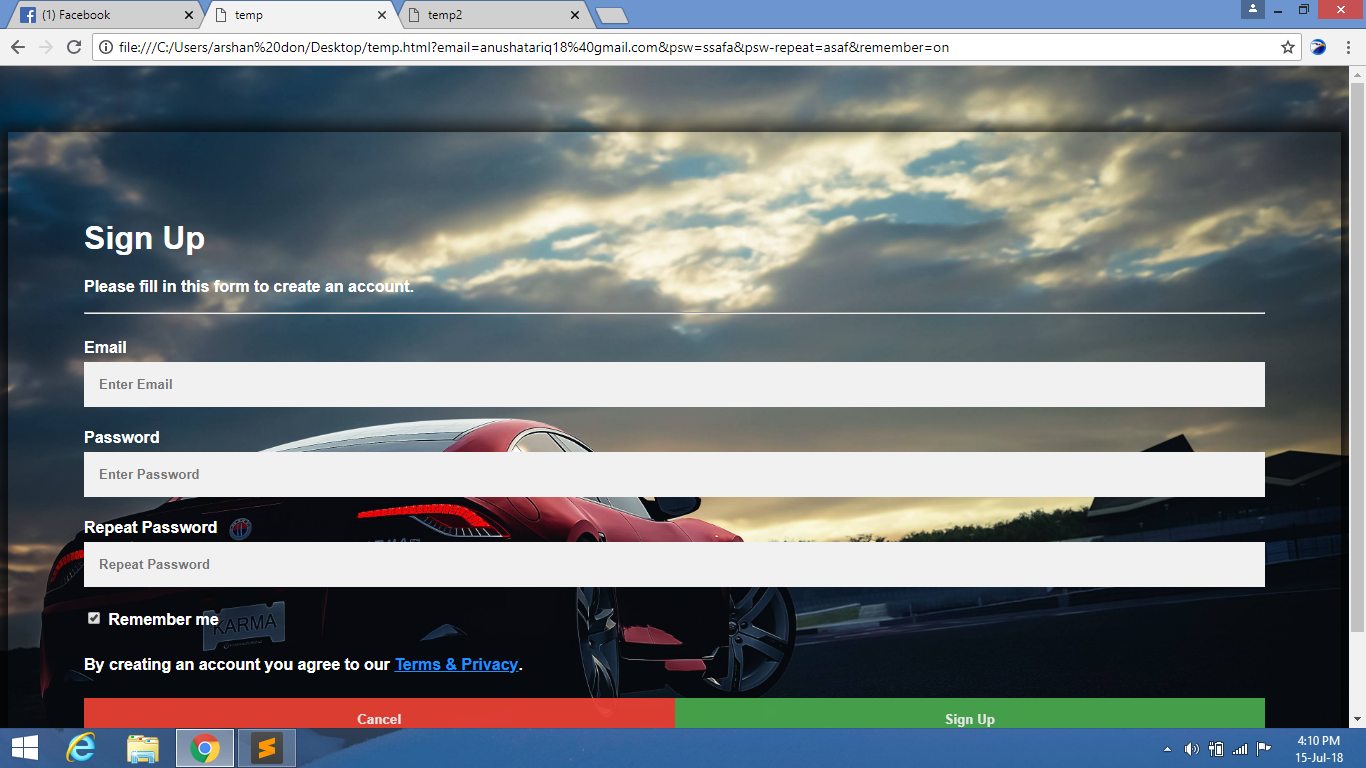 (1) Facebook
temp
temp2
file:///C:/Users/arshan%20don/Desktop/temp.html?email=anushatariq18%40gmail.com&psw=ssafa&psw-repeat=asaf&remember=on
Sign Up
Please fill in this form to create an account.
Email
Enter Email
Password
Enter Password
Repeat Password
Repeat Password
Remember me
KARMA
By creating an account you agree to our Terms & Privacy.
Cancel
Sign Up
4:10 PM
15-Jul-18